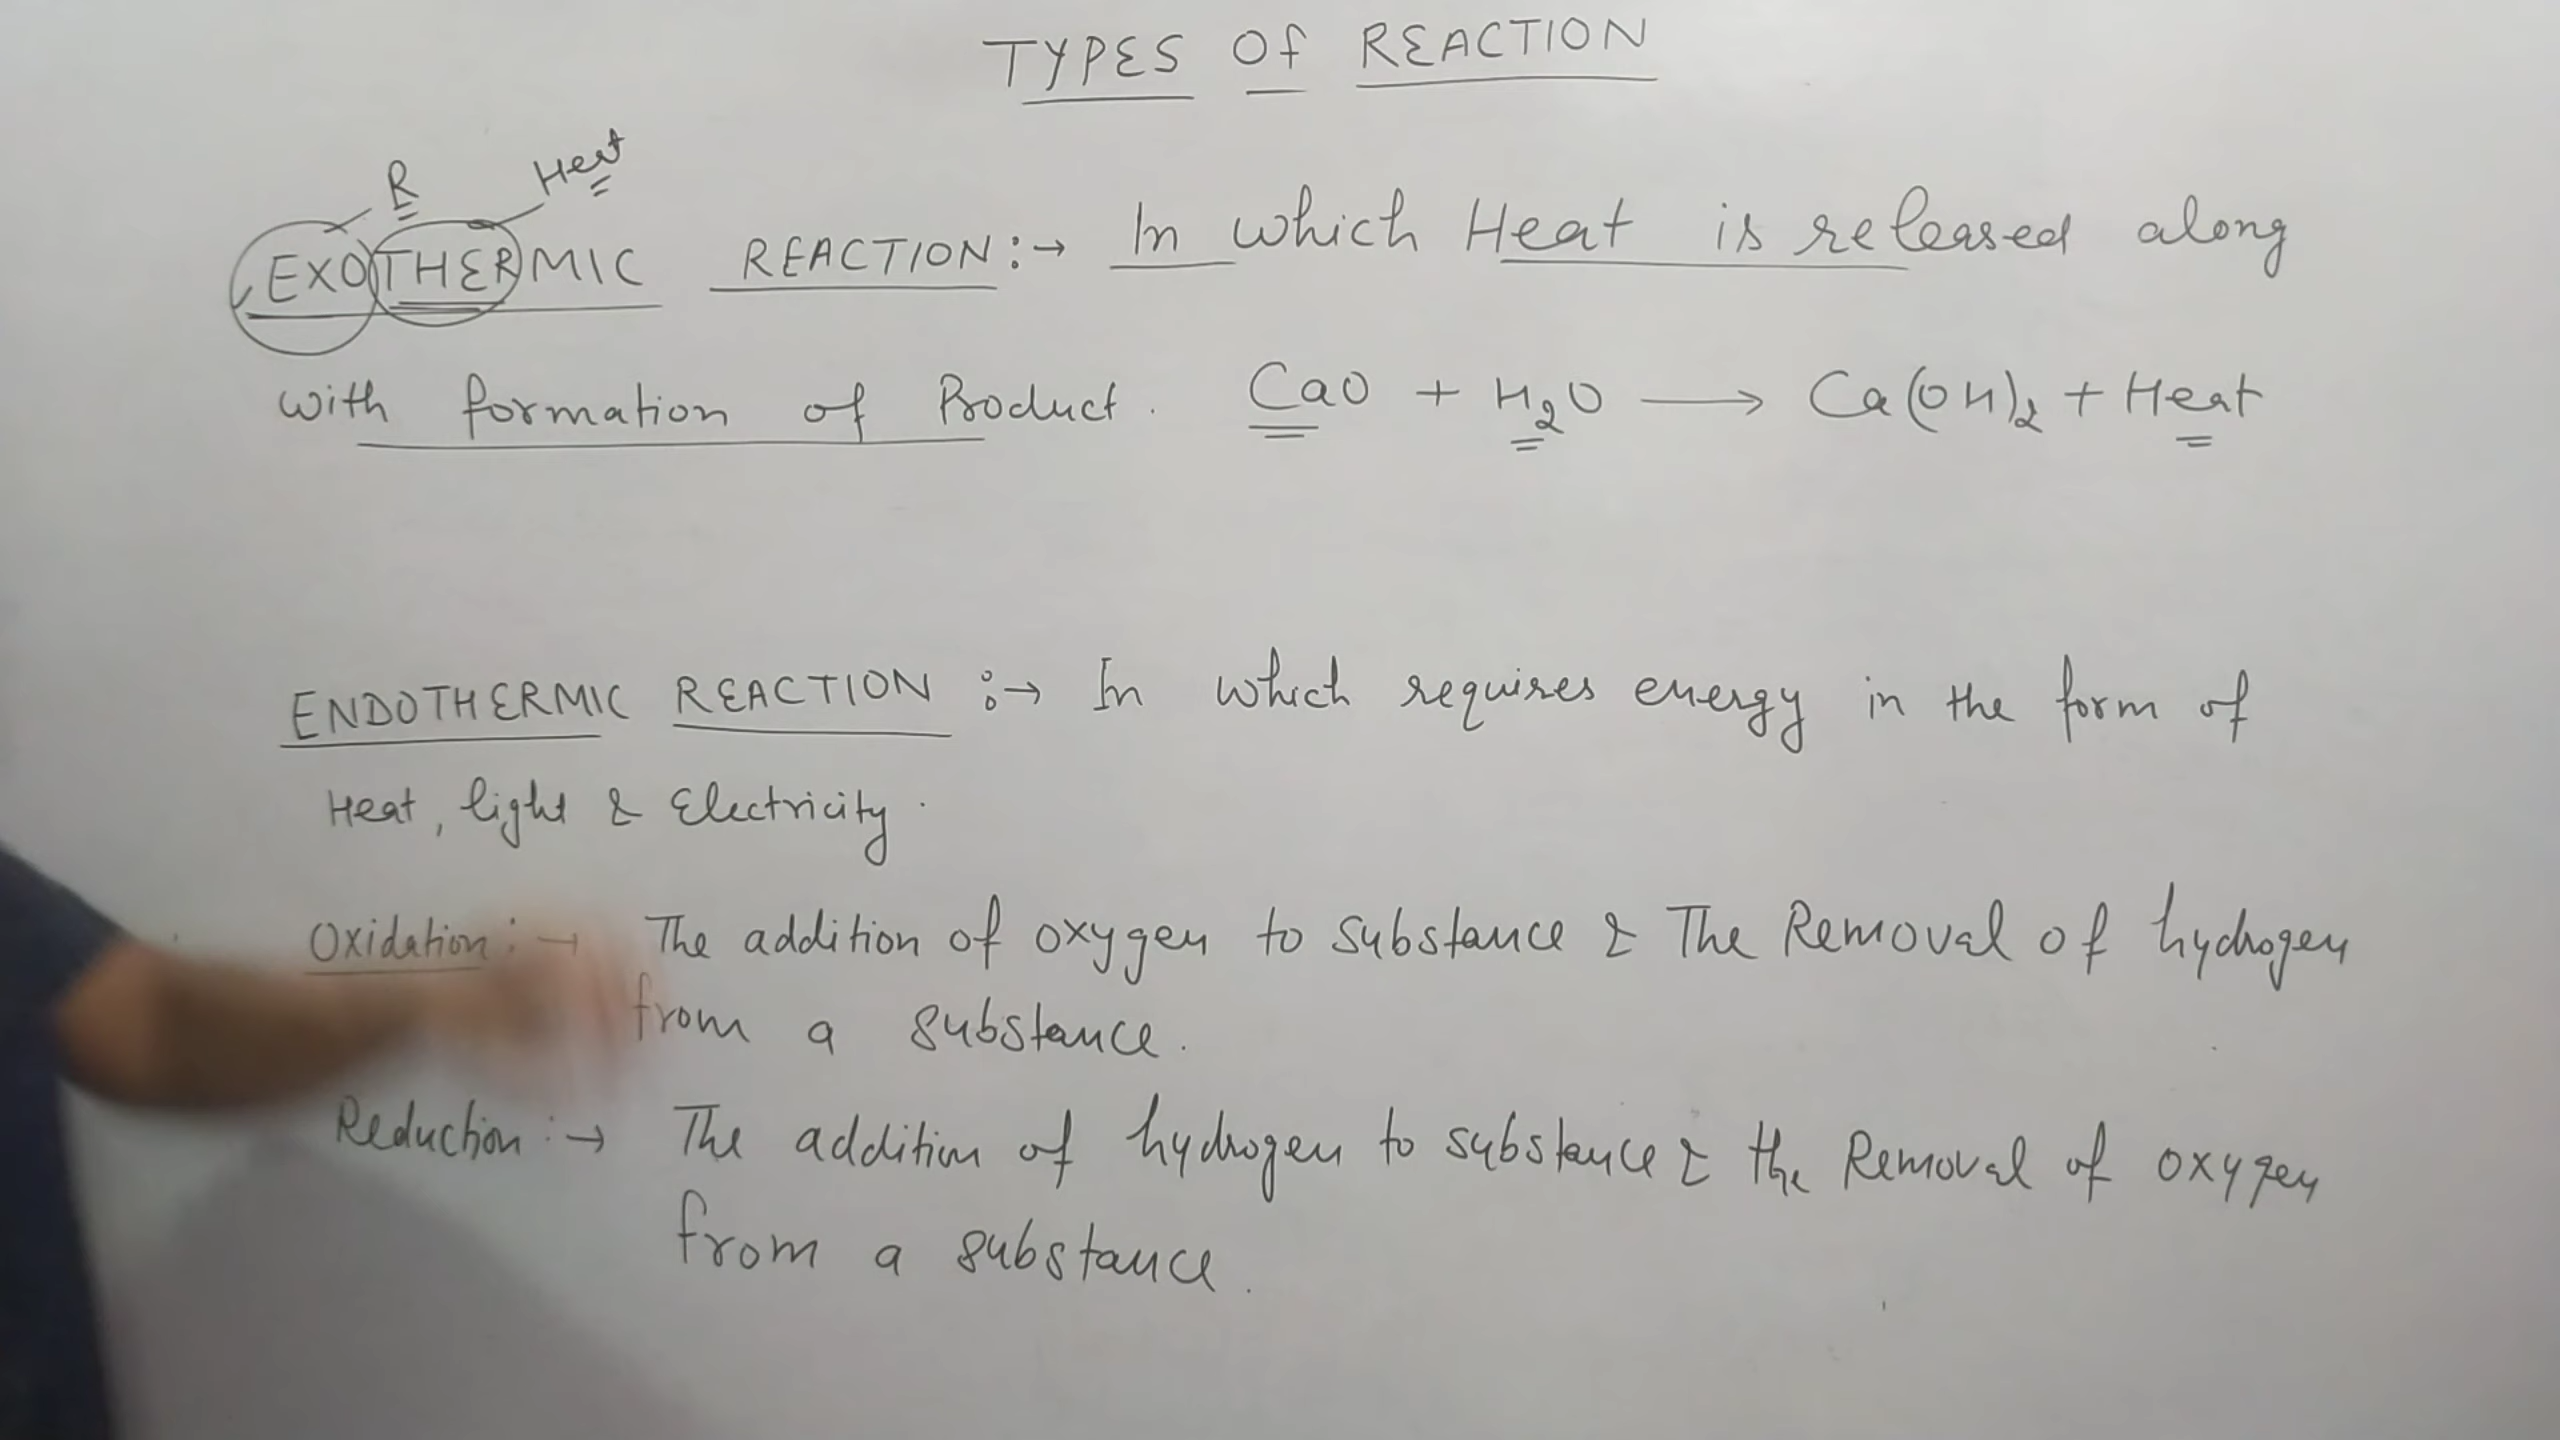 TYPES Of REACTION
R Heat
EXOTHERMIC REACTION :→ In which Heat is released along
with formation of Product. CaO + H₂O ⟶ Ca(OH)₂ + Heat
ENDOTHERMIC REACTION :→ In which requires energy in the form of
Heat, light & Electricity.
Oxidation :→ The addition of oxygen to substance & The Removal of hydrogen
from a substance.
Reduction :→ The addition of hydrogen to substance & the Removal of oxygen
from a substance.